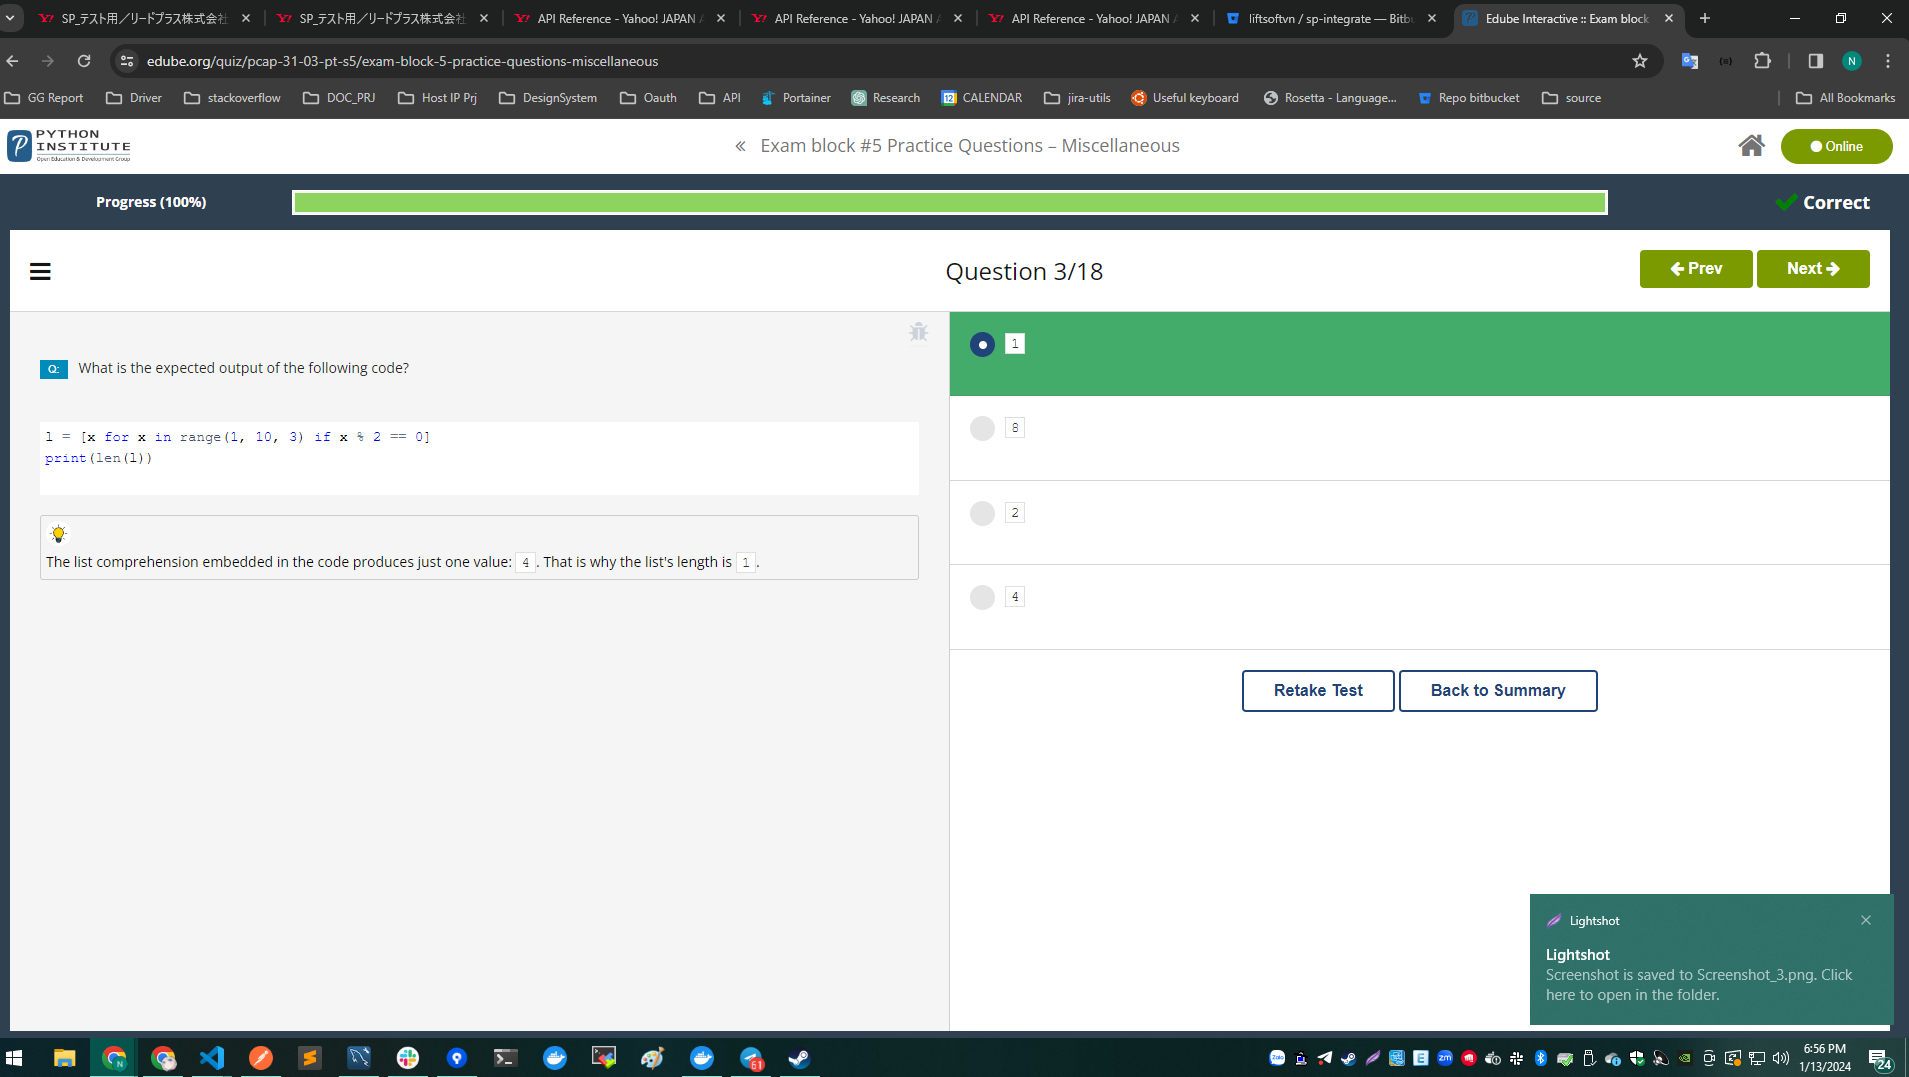 SP_テスト用／リードプラス株式会社
SP_テスト用／リードプラス株式会社
API Reference - Yahoo! JAPAN
API Reference - Yahoo! JAPAN
API Reference - Yahoo! JAPAN
liftsoftvn / sp-integrate — Bitbu
Edube Interactive :: Exam block
edube.org/quiz/pcap-31-03-pt-s5/exam-block-5-practice-questions-miscellaneous
N
GG Report
Driver
stackoverflow
DOC_PRJ
Host IP Prj
DesignSystem
Oauth
API
Portainer
Research
12
CALENDAR
jira-utils
Useful keyboard
Rosetta - Language...
Repo bitbucket
source
All Bookmarks
PYTHON
INSTITUTE
Open Education & Development Group
« Exam block #5 Practice Questions – Miscellaneous
Online
Progress (100%)
Correct
Question 3/18
Prev
Next
Q:
What is the expected output of the following code?
l = [x for x in range(1, 10, 3) if x % 2 == 0]
print(len(l))
The list comprehension embedded in the code produces just one value: 4. That is why the list's length is 1.
1
8
2
4
Retake Test
Back to Summary
Lightshot
Lightshot
Screenshot is saved to Screenshot_3.png. Click
here to open in the folder.
61
6:56 PM
1/13/2024
24